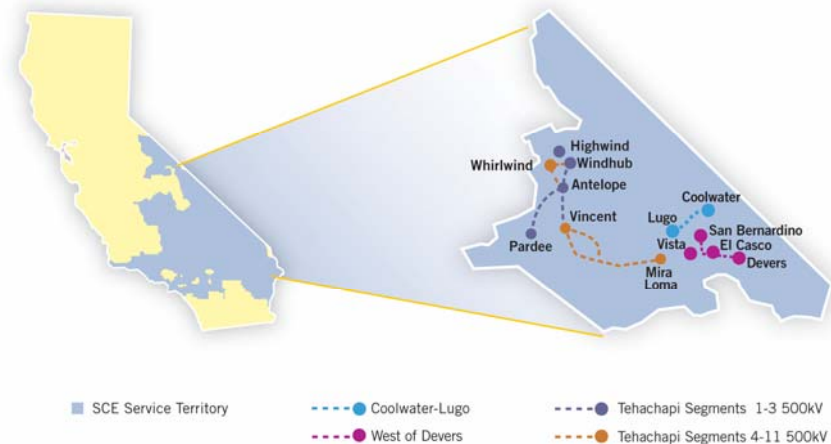 Highwind
Whirlwind
Windhub
Antelope
Coolwater
Vincent
Lugo
San Bernardino
Pardee
Vista
El Casco
Devers
Mira
Loma
SCE Service Territory
Coolwater-Lugo
Tehachapi Segments 1-3 500kV
West of Devers
Tehachapi Segments 4-11 500kV